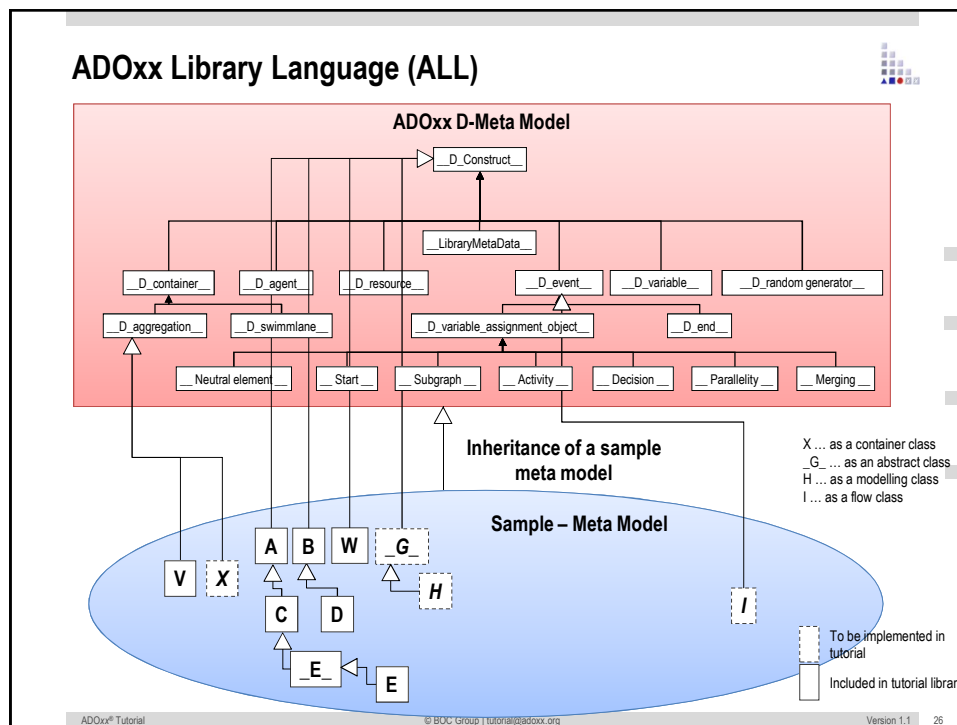 ADOxx Library Language (ALL)
ADOxx D-Meta Model
__D_Construct__
__LibraryMetaData__
__D_container__
__D_agent__
__D_resource__
__D_event__
__D_variable__
__D_random generator__
__D_aggregation__
__D_swimmlane__
__D_variable_assignment_object__
__D_end__
__ Neutral element __
__ Start __
__ Subgraph __
__ Activity __
__ Decision __
__ Parallelity __
__ Merging __
Inheritance of a sample
meta model
X ... as a container class
_G_ ... as an abstract class
H ... as a modelling class
I ... as a flow class
Sample – Meta Model
A
B
W
_G_
V
X
H
I
C
D
_E_
E
To be implemented in
tutorial
Included in tutorial librar
ADOxx® Tutorial
© BOC Group | tutorial@adoxx.org
Version 1.1
26